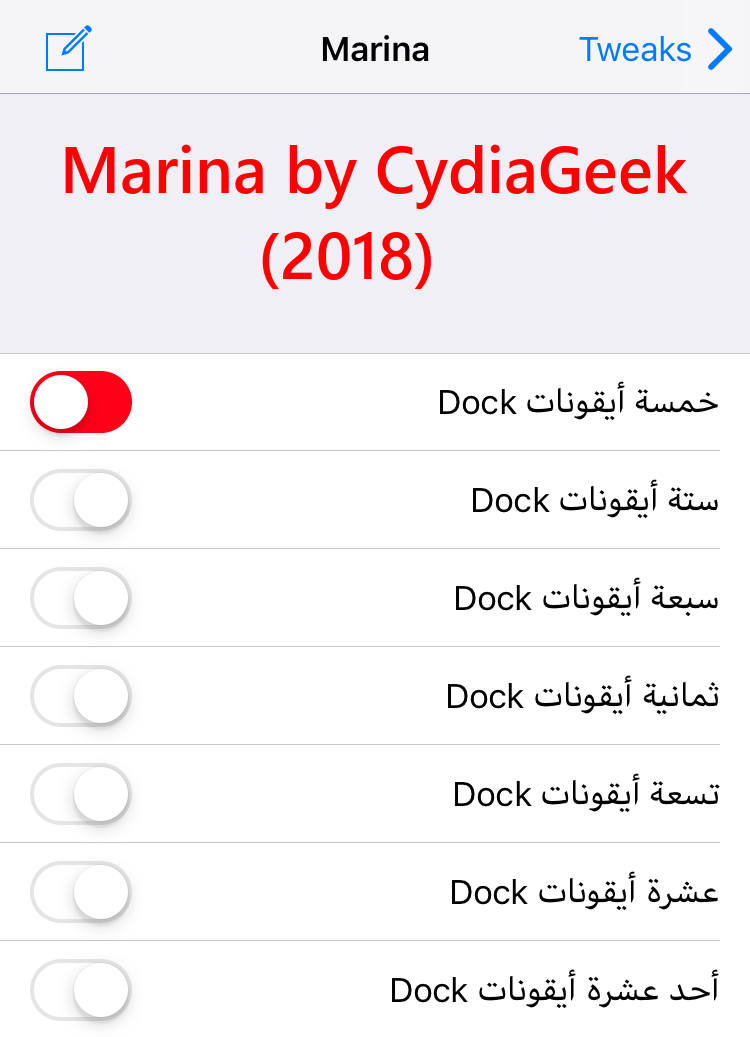 Marina
Tweaks
Marina by CydiaGeek
(2018)
خمسة أيقونات Dock
ستة أيقونات Dock
سبعة أيقونات Dock
ثمانية أيقونات Dock
تسعة أيقونات Dock
عشرة أيقونات Dock
أحد عشرة أيقونات Dock